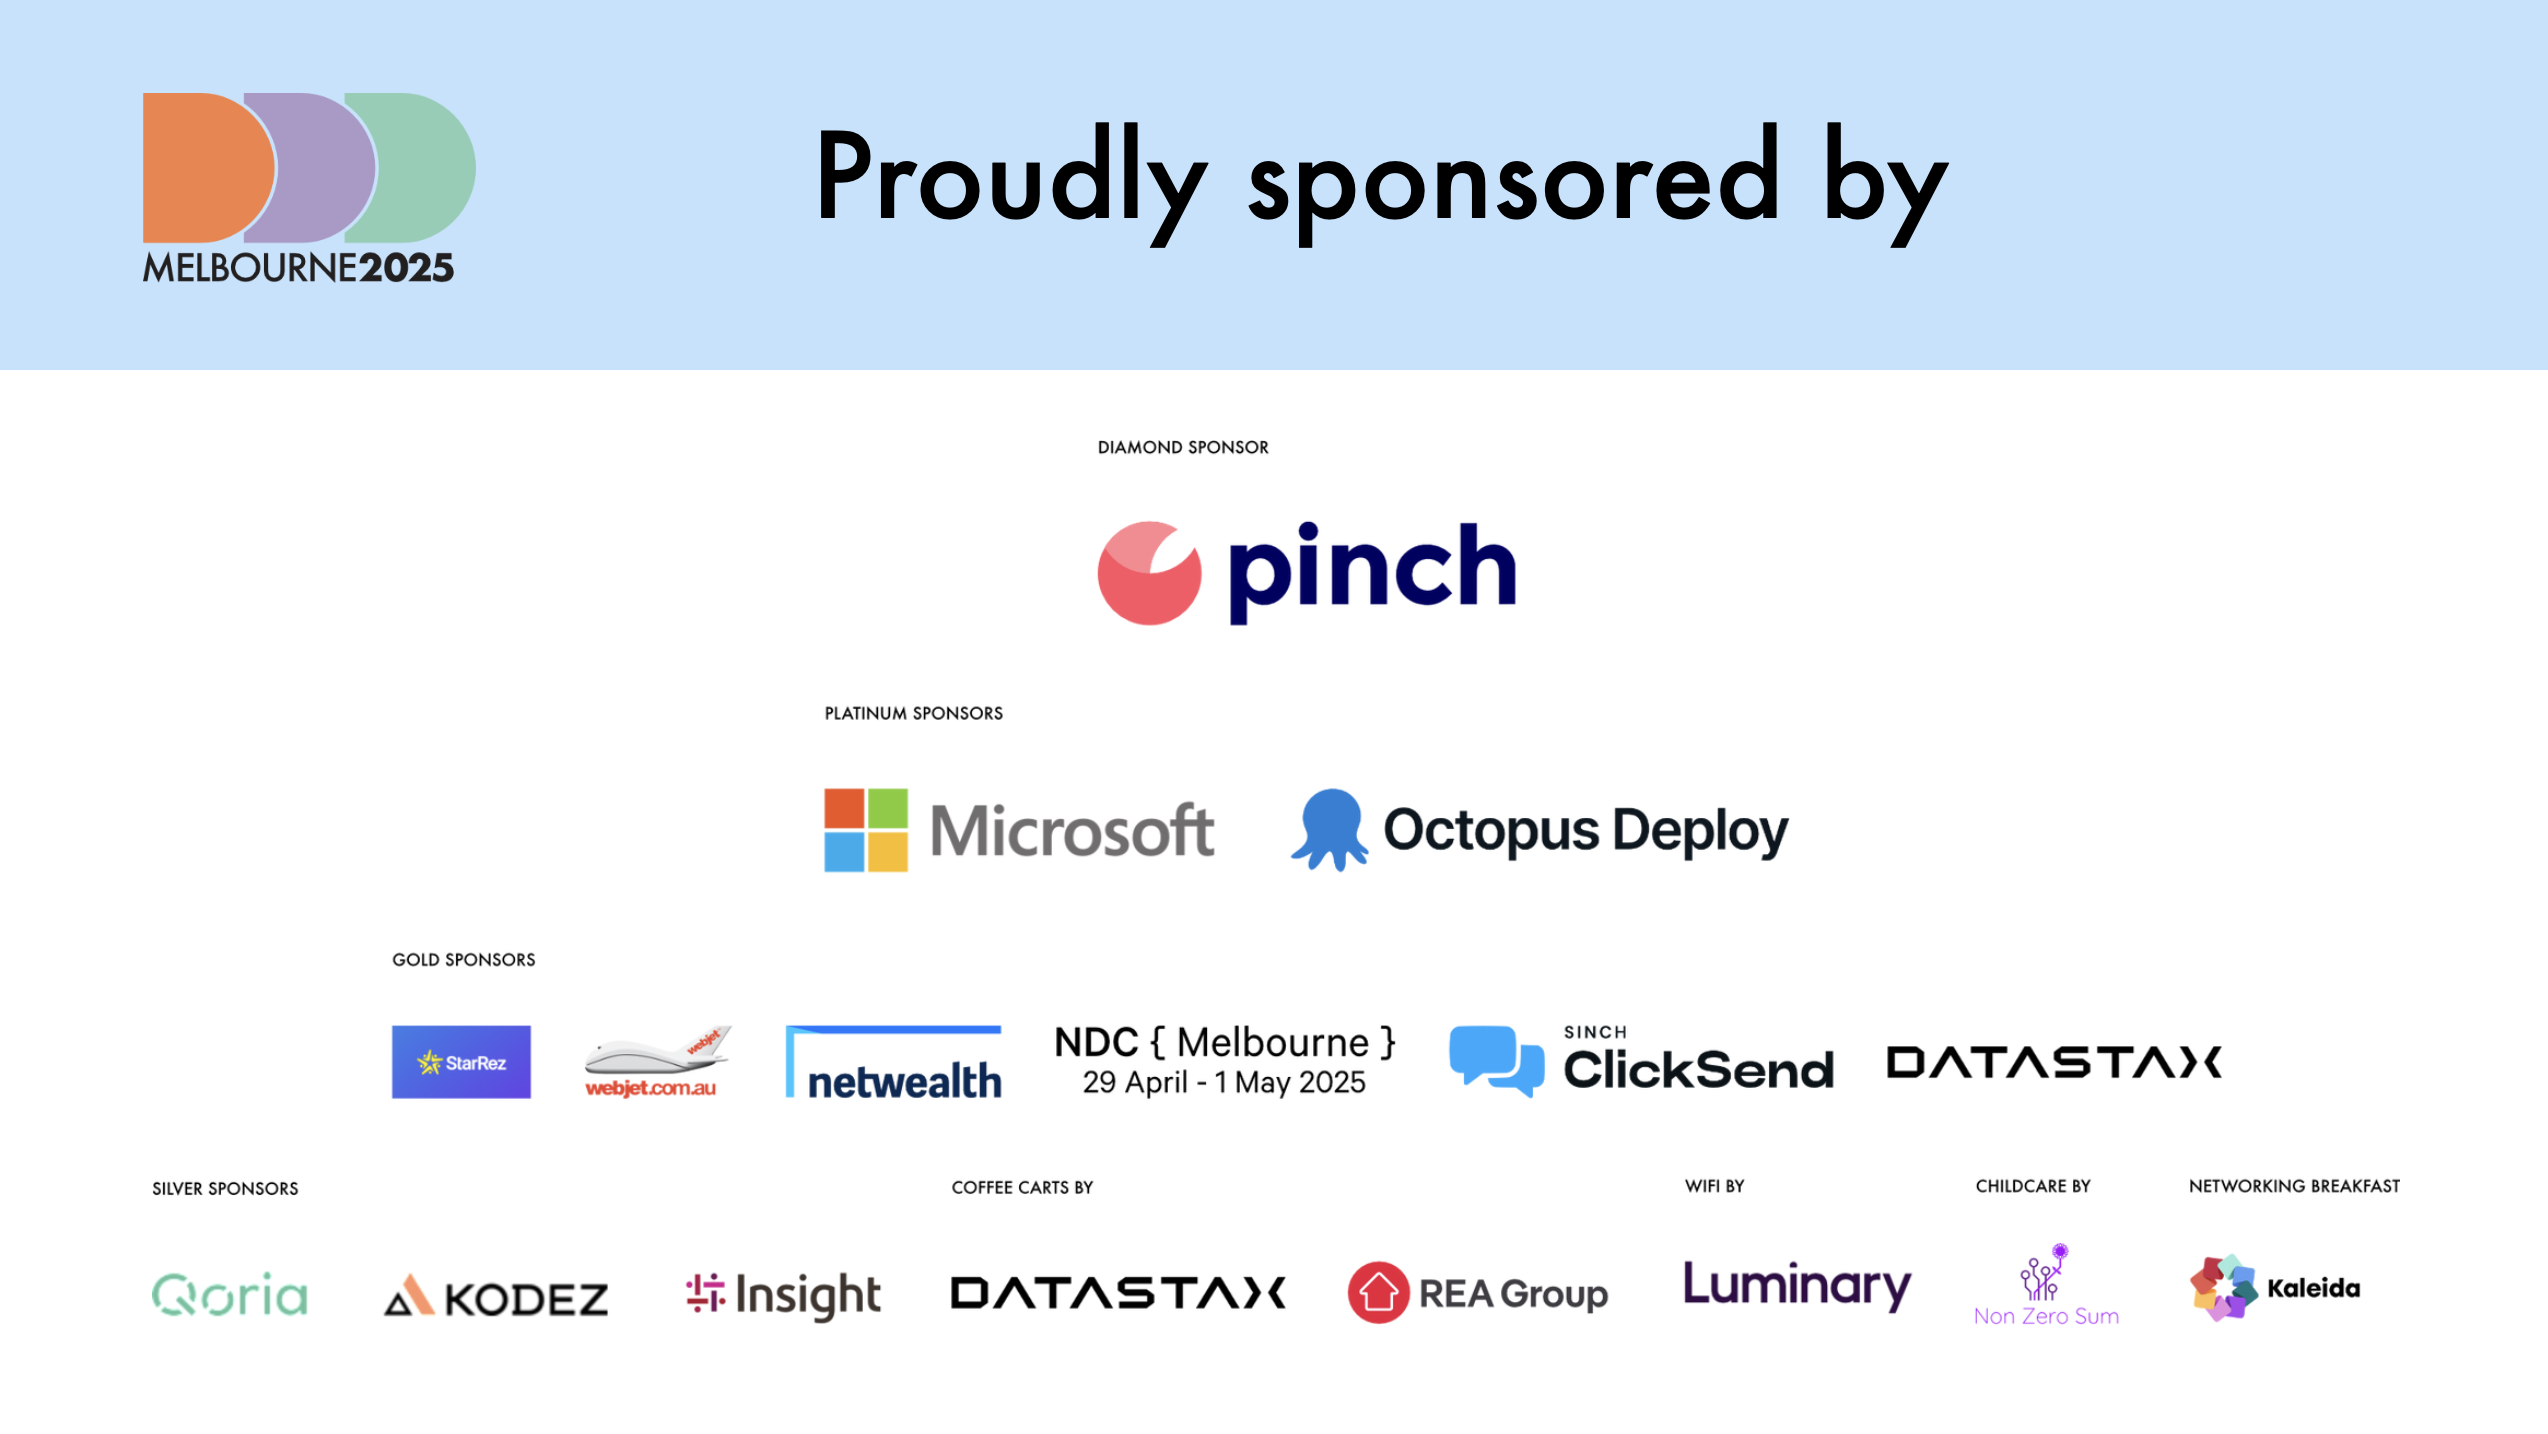 MELBOURNE2025
Proudly sponsored by
DIAMOND SPONSOR
pinch
PLATINUM SPONSORS
Microsoft
Octopus Deploy
GOLD SPONSORS
StarRez
webjet
webjet.com.au
netwealth
NDC { Melbourne }
29 April - 1 May 2025
SINCH
ClickSend
DATASTAX
SILVER SPONSORS
Qoria
KODEZ
Insight
COFFEE CARTS BY
DATASTAX
REA Group
WIFI BY
Luminary
CHILDCARE BY
Non Zero Sum
NETWORKING BREAKFAST
Kaleida